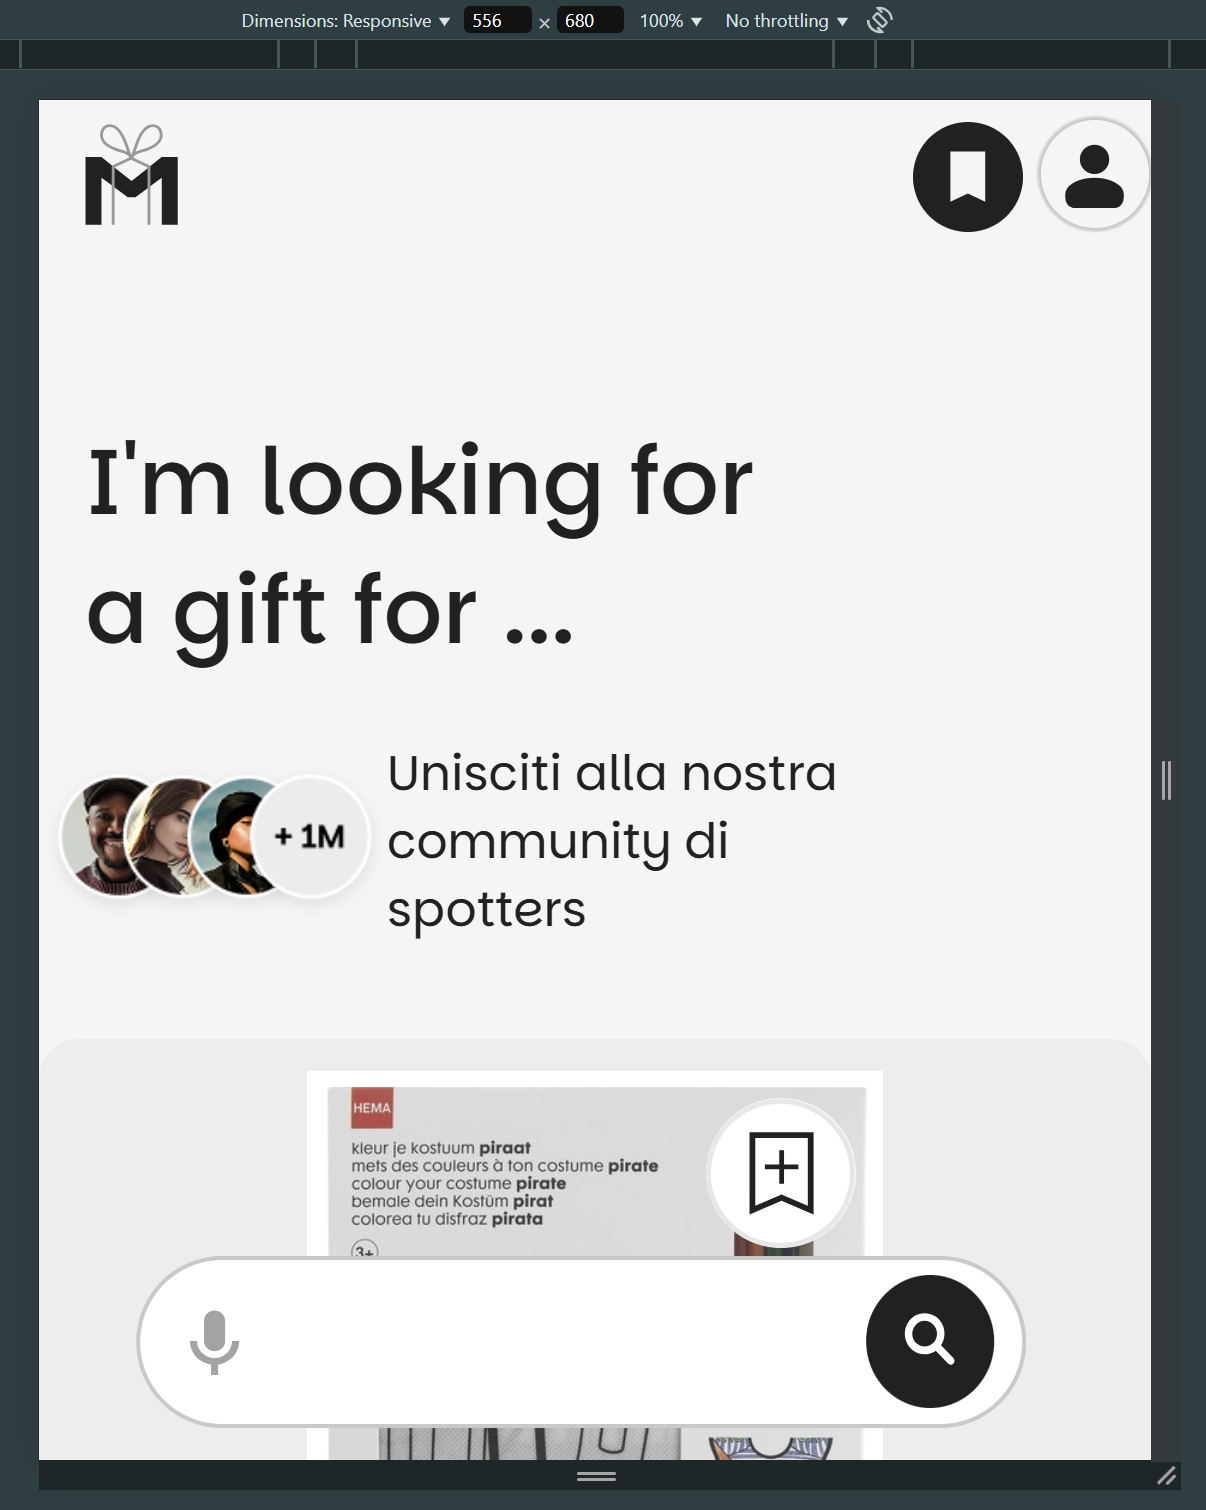 Dimensions: Responsive ▼ 556 × 680 100% ▼ No throttling ▼
M
I'm looking for
a gift for ...
Unisciti alla nostra
community di
spotters
+ 1M
HEMA
kleur je kostuum piraat
mets des couleurs à ton costume pirate
colour your costume pirate
bemale dein Kostüm pirat
colorea tu disfraz pirata
3+